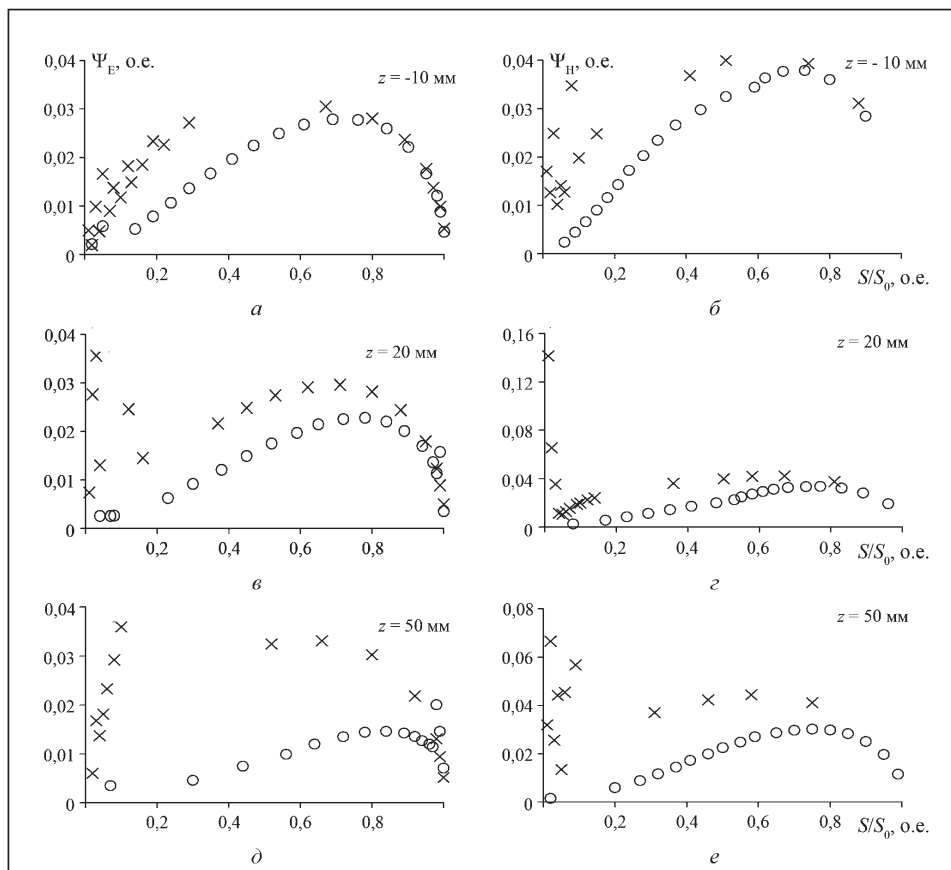 0,04 Ψ_E, о.е. z = -10 мм
0,03
0,02
0,01
0
0,2 0,4 0,6 0,8
а
0,04 Ψ_H, о.е. z = - 10 мм
0,03
0,02
0,01
0
0,2 0,4 0,6 0,8 S/S₀, о.е.
б
0,04 z = 20 мм
0,03
0,02
0,01
0
0,2 0,4 0,6 0,8
в
0,16 z = 20 мм
0,12
0,08
0,04
0
0,2 0,4 0,6 0,8 S/S₀, о.е.
г
0,04 z = 50 мм
0,03
0,02
0,01
0
0,2 0,4 0,6 0,8
д
0,08 z = 50 мм
0,06
0,04
0,02
0
0,2 0,4 0,6 0,8
S/S₀, о.е.
е